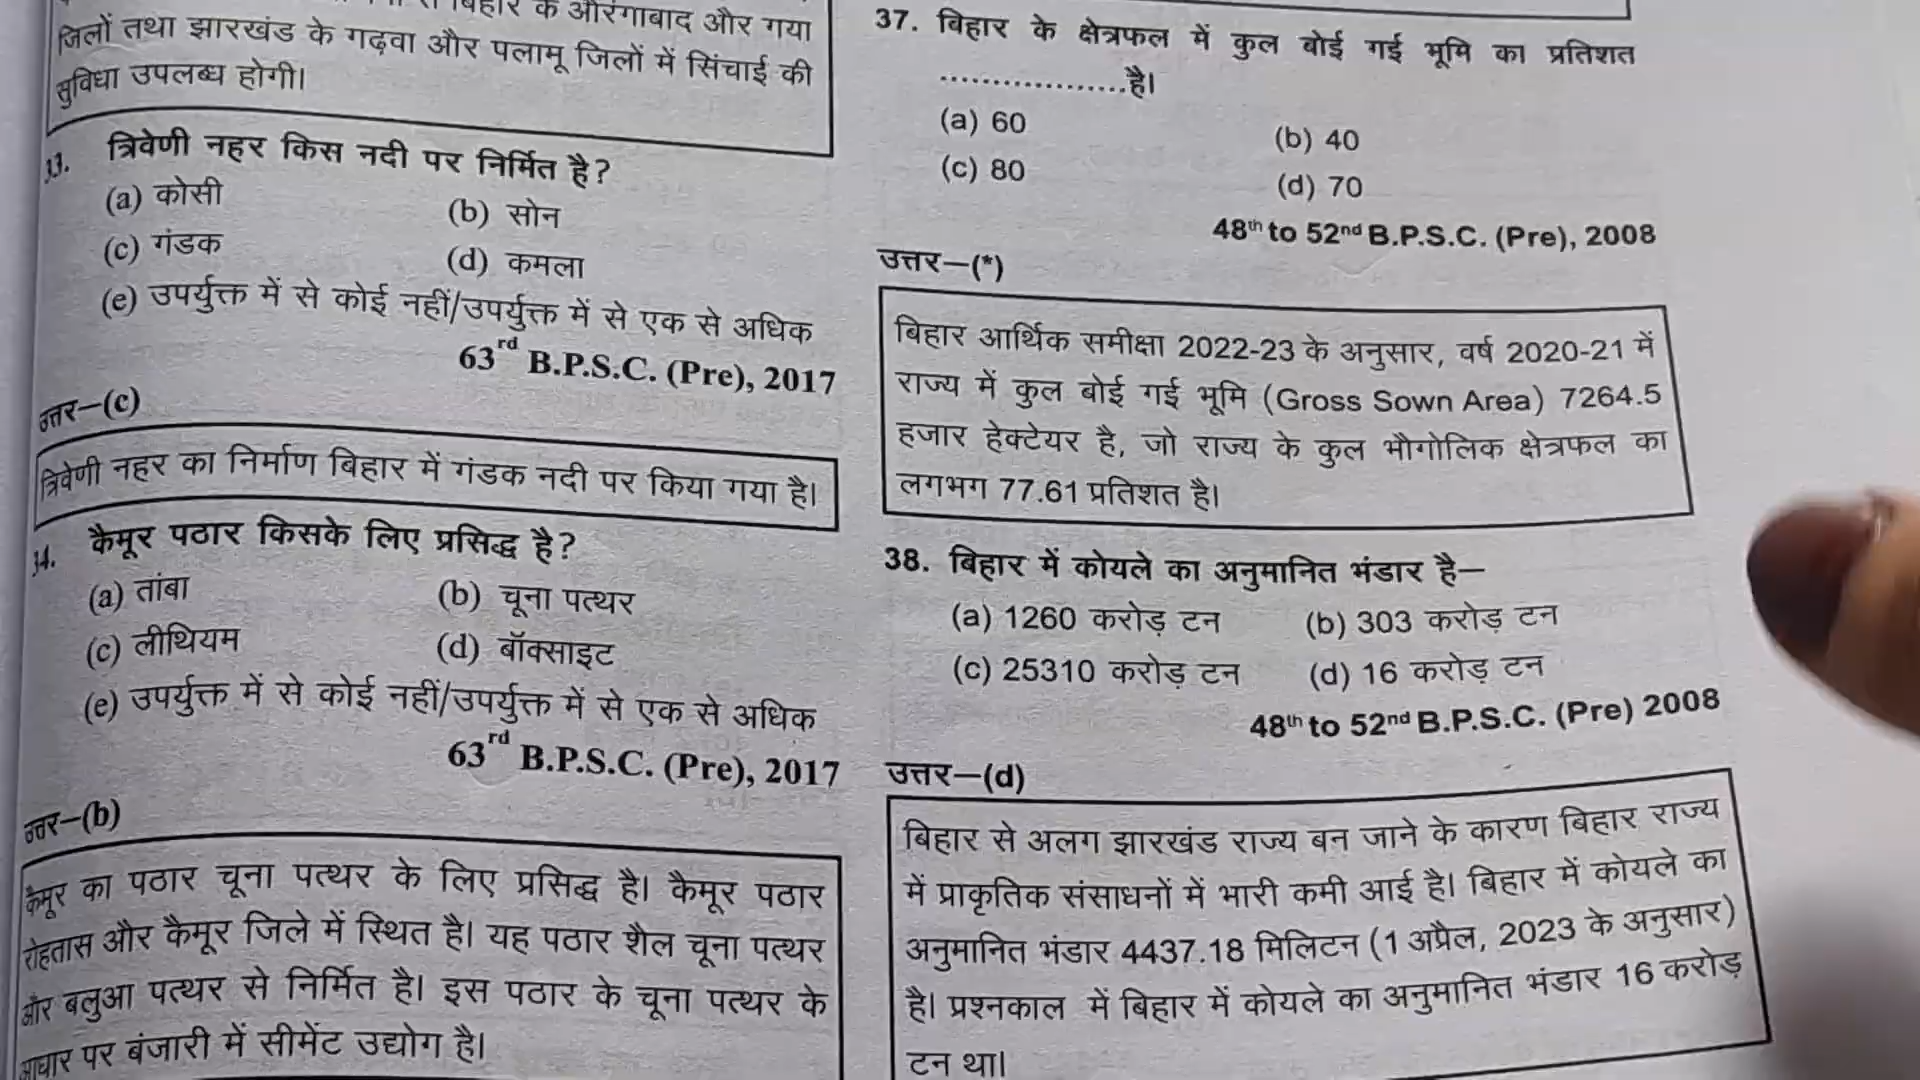 बिहार के औरंगाबाद और गया
जिलों तथा झारखंड के गढ़वा और पलामू जिलों में सिंचाई की
सुविधा उपलब्ध होगी।
33. त्रिवेणी नहर किस नदी पर निर्मित है?
(a) कोसी (b) सोन
(c) गंडक (d) कमला
(e) उपर्युक्त में से कोई नहीं/उपर्युक्त में से एक से अधिक
63rd B.P.S.C. (Pre), 2017
उत्तर—(c)
त्रिवेणी नहर का निर्माण बिहार में गंडक नदी पर किया गया है।
34. कैमूर पठार किसके लिए प्रसिद्ध है?
(a) तांबा (b) चूना पत्थर
(c) लीथियम (d) बॉक्साइट
(e) उपर्युक्त में से कोई नहीं/उपर्युक्त में से एक से अधिक
63rd B.P.S.C. (Pre), 2017
उत्तर—(b)
कैमूर का पठार चूना पत्थर के लिए प्रसिद्ध है। कैमूर पठार
रोहतास और कैमूर जिले में स्थित है। यह पठार शैल चूना पत्थर
और बलुआ पत्थर से निर्मित है। इस पठार के चूना पत्थर के
आधार पर बंजारी में सीमेंट उद्योग है।
37. बिहार के क्षेत्रफल में कुल बोई गई भूमि का प्रतिशत
..................है।
(a) 60 (b) 40
(c) 80 (d) 70
48th to 52nd B.P.S.C. (Pre), 2008
उत्तर—(*)
बिहार आर्थिक समीक्षा 2022-23 के अनुसार, वर्ष 2020-21 में
राज्य में कुल बोई गई भूमि (Gross Sown Area) 7264.5
हजार हेक्टेयर है, जो राज्य के कुल भौगोलिक क्षेत्रफल का
लगभग 77.61 प्रतिशत है।
38. बिहार में कोयले का अनुमानित भंडार है—
(a) 1260 करोड़ टन (b) 303 करोड़ टन
(c) 25310 करोड़ टन (d) 16 करोड़ टन
48th to 52nd B.P.S.C. (Pre) 2008
उत्तर—(d)
बिहार से अलग झारखंड राज्य बन जाने के कारण बिहार राज्य
में प्राकृतिक संसाधनों में भारी कमी आई है। बिहार में कोयले का
अनुमानित भंडार 4437.18 मिलिटन (1 अप्रैल, 2023 के अनुसार)
है। प्रश्नकाल में बिहार में कोयले का अनुमानित भंडार 16 करोड़
टन था।